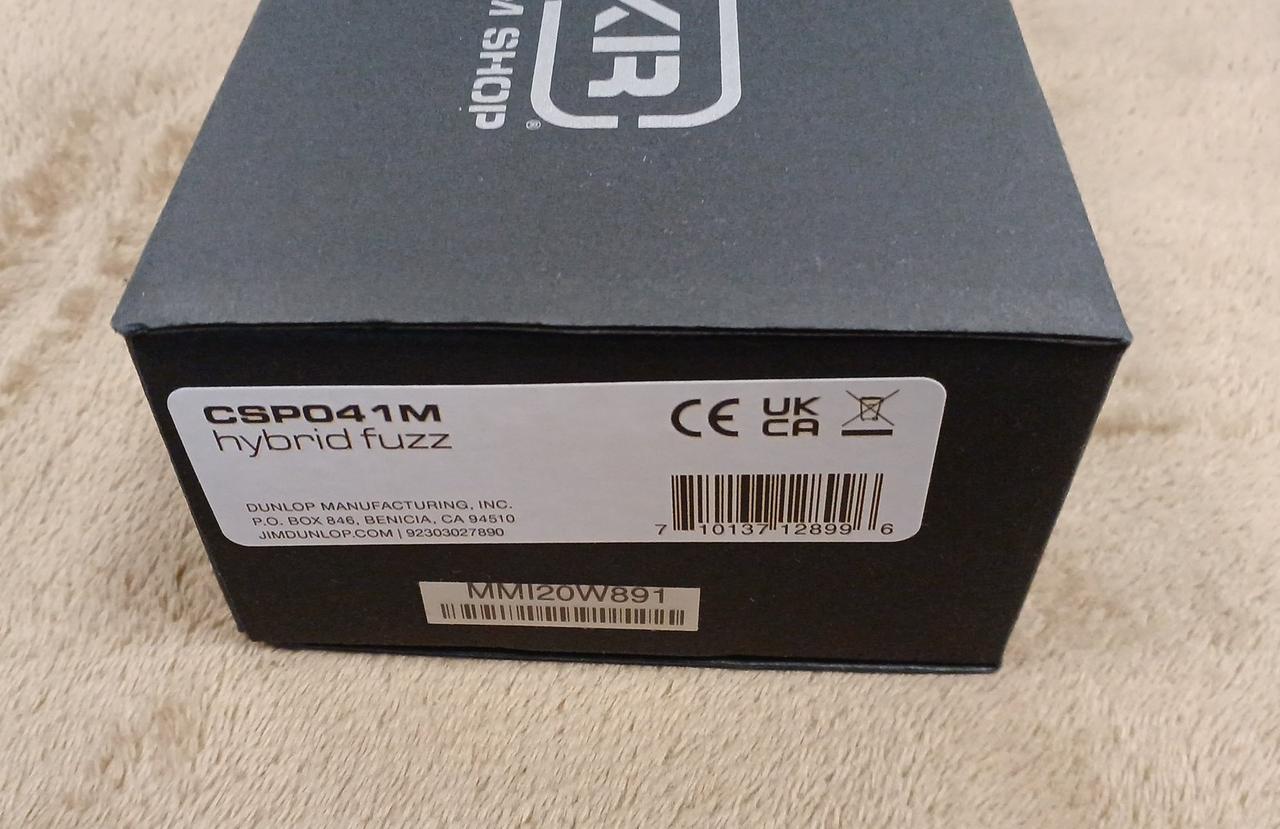 M SHOP
®
CSP041M
hybrid fuzz
CE UK CA
DUNLOP MANUFACTURING, INC.
P.O. BOX 846, BENICIA, CA 94510
JIMDUNLOP.COM | 92303027890
7 10137 12899 6
MMI20W891